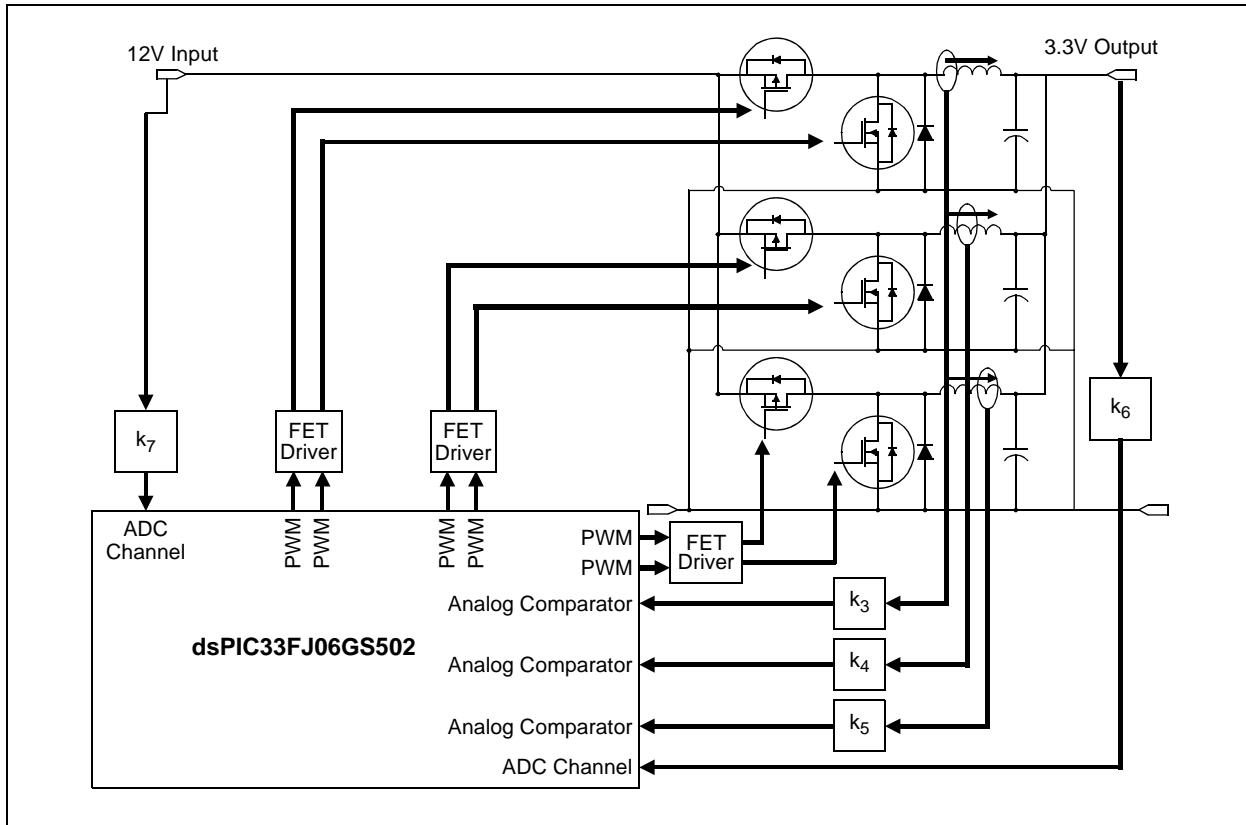 12V Input
3.3V Output
k7
FET
Driver
FET
Driver
k6
ADC
Channel
PWM
PWM
PWM
PWM
PWM
PWM
FET
Driver
Analog Comparator
k3
dsPIC33FJ06GS502
Analog Comparator
k4
Analog Comparator
k5
ADC Channel